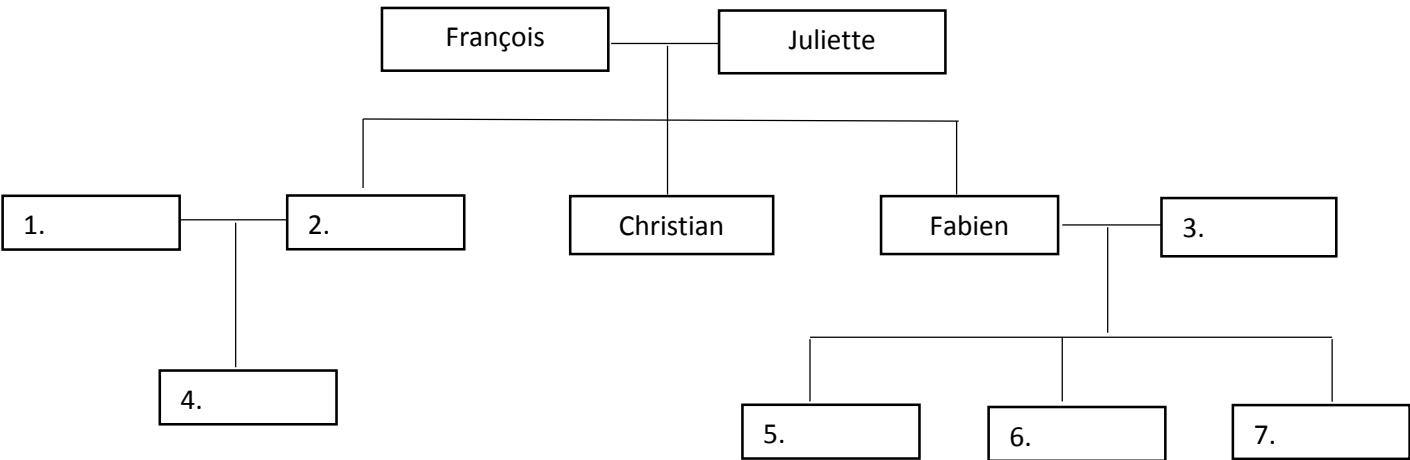 François
Juliette
1.
2.
Christian
Fabien
3.
4.
5.
6.
7.